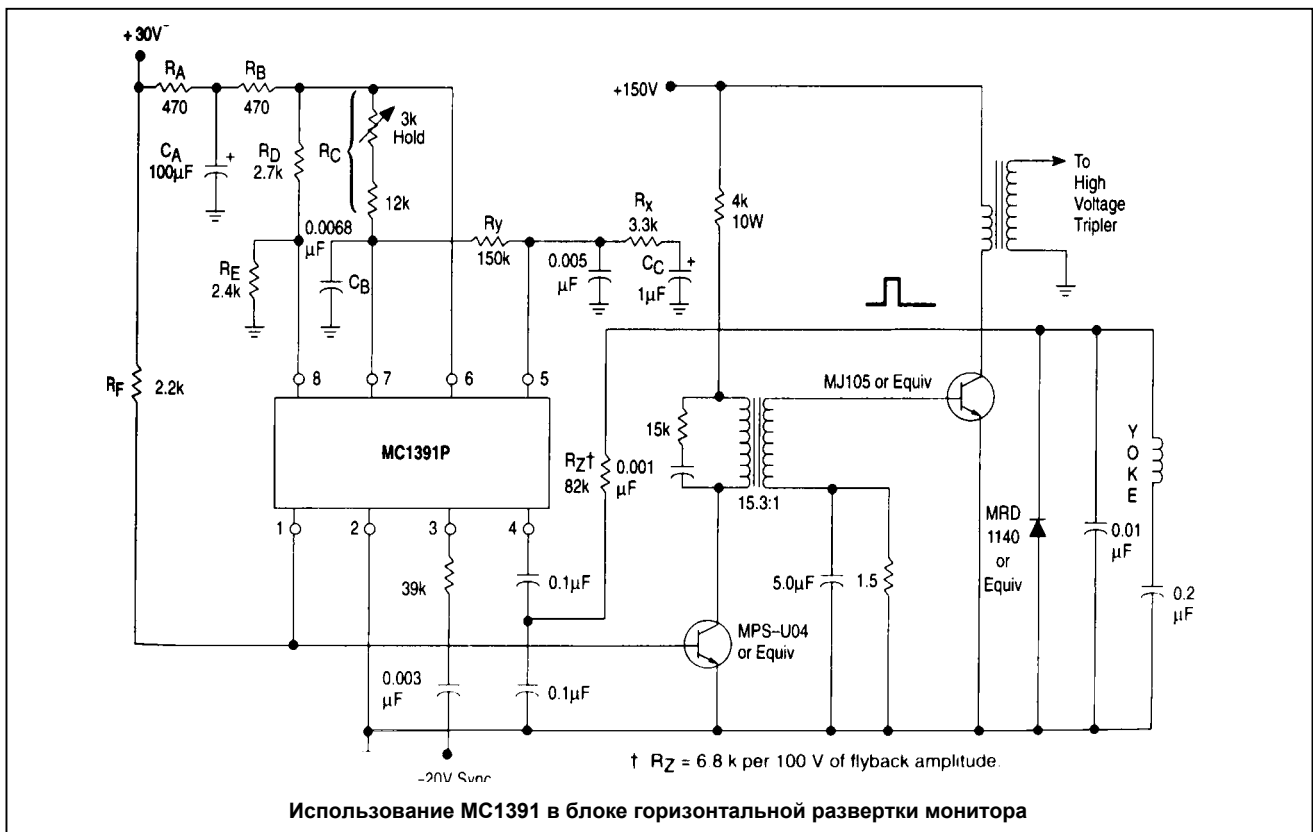 +30V
RA
470
RB
470
CA
100µF
+
RD
2.7k
RC
3k
Hold
12k
+150V
4k
10W
To
High
Voltage
Tripler
RE
2.4k
0.0068
µF
CB
Ry
150k
0.005
µF
Rx
3.3k
CC
1µF
+
RF
2.2k
8
7
6
5
MC1391P
1
2
3
4
MJ105 or Equiv
15k
0.001
µF
RZ†
82k
15.3:1
YOKE
MRD
1140
or
Equiv
0.01
µF
0.2
µF
39k
0.1µF
5.0µF
1.5
MPS–U04
or Equiv
0.003
µF
0.1µF
–20V Sync
† RZ = 6.8 k per 100 V of flyback amplitude.
Использование MC1391 в блоке горизонтальной развертки монитора